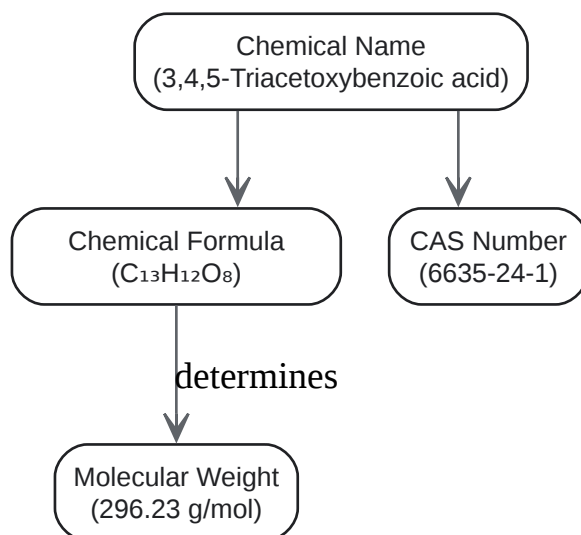 Chemical Name
(3,4,5-Triacetoxybenzoic acid)
Chemical Formula
(C₁₃H₁₂O₈)
CAS Number
(6635-24-1)
determines
Molecular Weight
(296.23 g/mol)